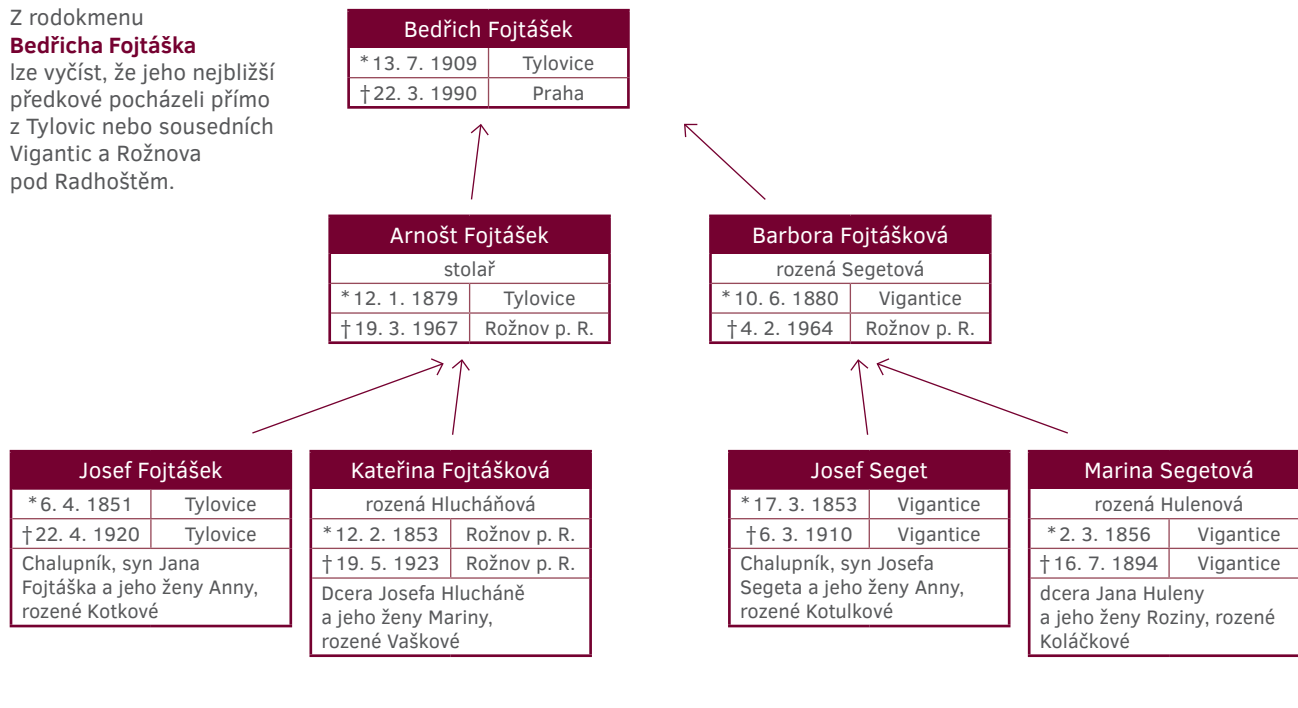 Z rodokmenu
Bedřicha Fojtáška
lze vyčíst, že jeho nejbližší
předkové pocházeli přímo
z Tylovic nebo sousedních
Vigantic a Rožnova
pod Radhoštěm.
Bedřich Fojtášek
*13. 7. 1909 Tylovice
†22. 3. 1990 Praha
Arnošt Fojtášek
stolař
*12. 1. 1879 Tylovice
†19. 3. 1967 Rožnov p. R.
Barbora Fojtášková
rozená Segetová
*10. 6. 1880 Vigantice
†4. 2. 1964 Rožnov p. R.
Josef Fojtášek
*6. 4. 1851 Tylovice
†22. 4. 1920 Tylovice
Chalupník, syn Jana
Fojtáška a jeho ženy Anny,
rozené Kotkové
Kateřina Fojtášková
rozená Hlucháňová
*12. 2. 1853 Rožnov p. R.
†19. 5. 1923 Rožnov p. R.
Dcera Josefa Hlucháně
a jeho ženy Mariny,
rozené Vaškové
Josef Seget
*17. 3. 1853 Vigantice
†6. 3. 1910 Vigantice
Chalupník, syn Josefa
Segeta a jeho ženy Anny,
rozené Kotulkové
Marina Segetová
rozená Hulenová
*2. 3. 1856 Vigantice
†16. 7. 1894 Vigantice
dcera Jana Huleny
a jeho ženy Roziny, rozené
Koláčkové